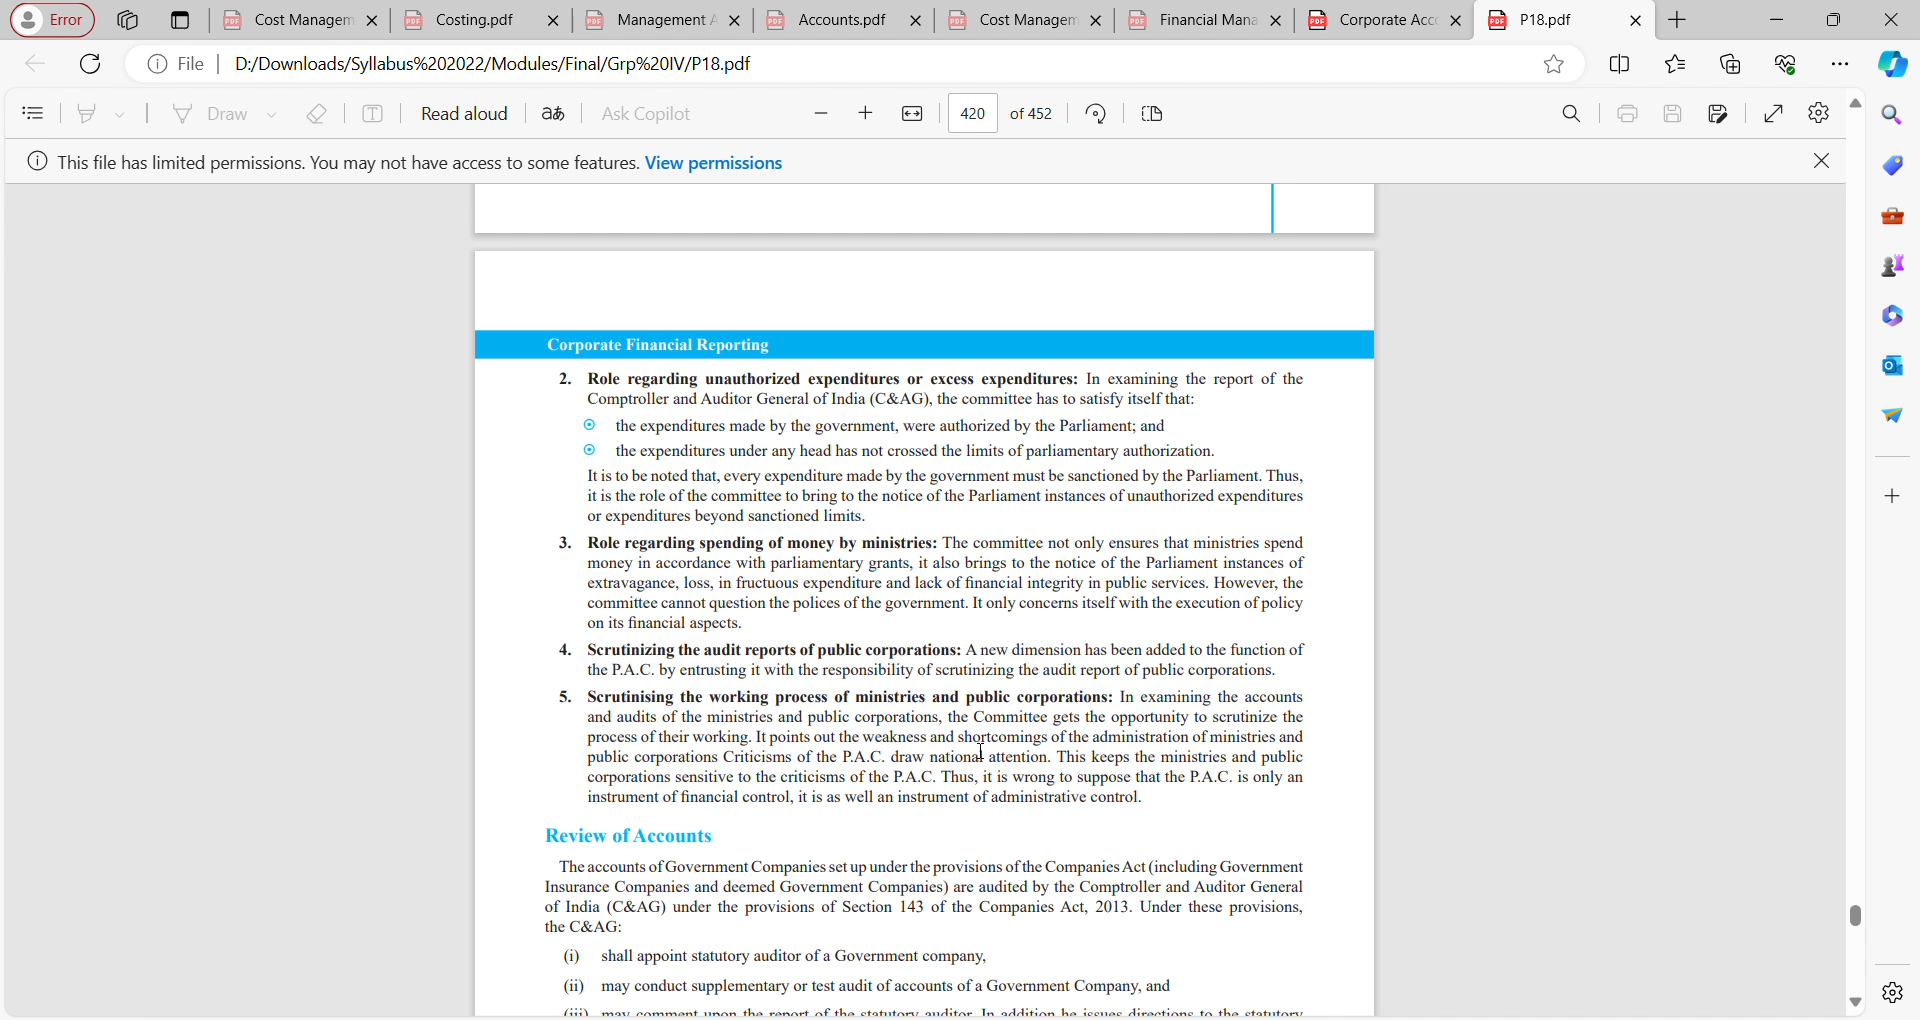 Error
Cost Managem
Costing.pdf
Management A
Accounts.pdf
Cost Managem
Financial Mana
Corporate Acc
P18.pdf
File
D:/Downloads/Syllabus%202022/Modules/Final/Grp%20IV/P18.pdf
Draw
Read aloud
aあ
Ask Copilot
420 of 452
This file has limited permissions. You may not have access to some features. View permissions
Corporate Financial Reporting
2. Role regarding unauthorized expenditures or excess expenditures: In examining the report of the
Comptroller and Auditor General of India (C&AG), the committee has to satisfy itself that:
the expenditures made by the government, were authorized by the Parliament; and
the expenditures under any head has not crossed the limits of parliamentary authorization.
It is to be noted that, every expenditure made by the government must be sanctioned by the Parliament. Thus,
it is the role of the committee to bring to the notice of the Parliament instances of unauthorized expenditures
or expenditures beyond sanctioned limits.
3. Role regarding spending of money by ministries: The committee not only ensures that ministries spend
money in accordance with parliamentary grants, it also brings to the notice of the Parliament instances of
extravagance, loss, in fructuous expenditure and lack of financial integrity in public services. However, the
committee cannot question the polices of the government. It only concerns itself with the execution of policy
on its financial aspects.
4. Scrutinizing the audit reports of public corporations: A new dimension has been added to the function of
the P.A.C. by entrusting it with the responsibility of scrutinizing the audit report of public corporations.
5. Scrutinising the working process of ministries and public corporations: In examining the accounts
and audits of the ministries and public corporations, the Committee gets the opportunity to scrutinize the
process of their working. It points out the weakness and shortcomings of the administration of ministries and
public corporations Criticisms of the P.A.C. draw national attention. This keeps the ministries and public
corporations sensitive to the criticisms of the P.A.C. Thus, it is wrong to suppose that the P.A.C. is only an
instrument of financial control, it is as well an instrument of administrative control.
Review of Accounts
The accounts of Government Companies set up under the provisions of the Companies Act (including Government
Insurance Companies and deemed Government Companies) are audited by the Comptroller and Auditor General
of India (C&AG) under the provisions of Section 143 of the Companies Act, 2013. Under these provisions,
the C&AG:
(i) shall appoint statutory auditor of a Government company,
(ii) may conduct supplementary or test audit of accounts of a Government Company, and
(iii) may comment upon the report of the statutory auditor. In addition he issues directions to the statutory